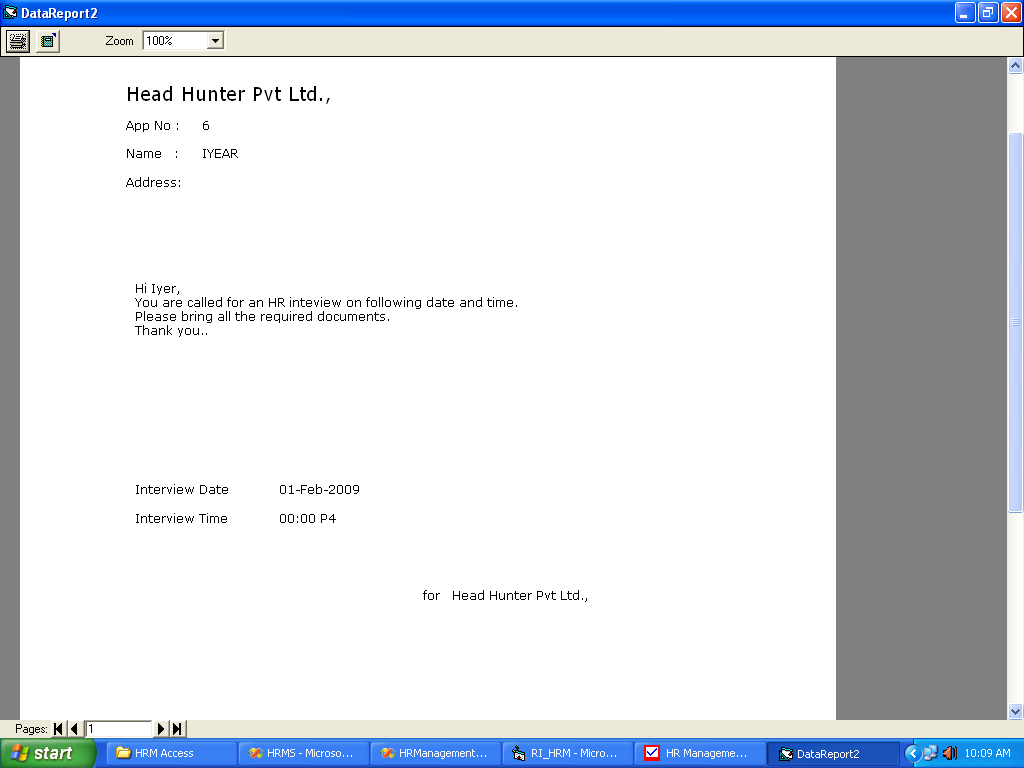 DataReport2
Zoom 100%
Head Hunter Pvt Ltd.,
App No : 6
Name : IYEAR
Address:
Hi Iyer,
You are called for an HR inteview on following date and time.
Please bring all the required documents.
Thank you..
Interview Date 01-Feb-2009
Interview Time 00:00 P4
for Head Hunter Pvt Ltd.,
Pages: 1
start HRM Access HRMS - Microso... HRManagement... RI_HRM - Micro... HR Manageme... DataReport2 10:09 AM